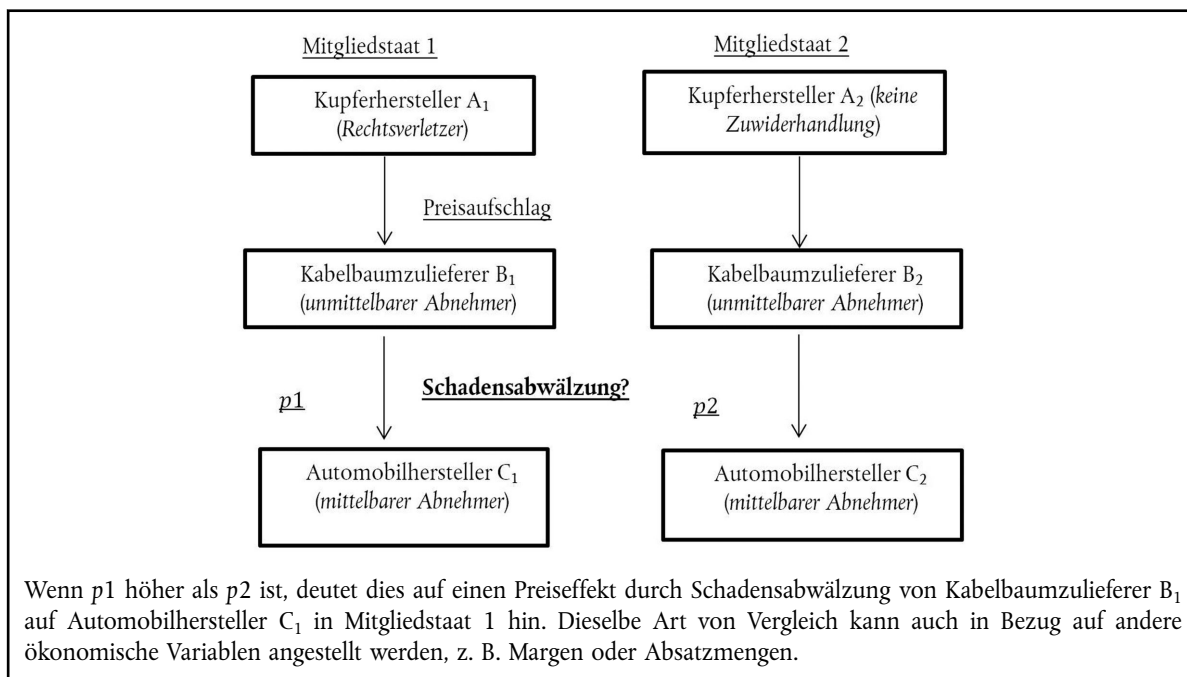 Mitgliedstaat 1
Mitgliedstaat 2
Kupferhersteller A₁
(Rechtsverletzer)
Kupferhersteller A₂ (keine
Zuwiderhandlung)
Preisaufschlag
Kabelbaumzulieferer B₁
(unmittelbarer Abnehmer)
Kabelbaumzulieferer B₂
(unmittelbarer Abnehmer)
Schadensabwälzung?
p1
p2
Automobilhersteller C₁
(mittelbarer Abnehmer)
Automobilhersteller C₂
(mittelbarer Abnehmer)
Wenn p1 höher als p2 ist, deutet dies auf einen Preiseffekt durch Schadensabwälzung von Kabelbaumzulieferer B₁
auf Automobilhersteller C₁ in Mitgliedstaat 1 hin. Dieselbe Art von Vergleich kann auch in Bezug auf andere
ökonomische Variablen angestellt werden, z. B. Margen oder Absatzmengen.